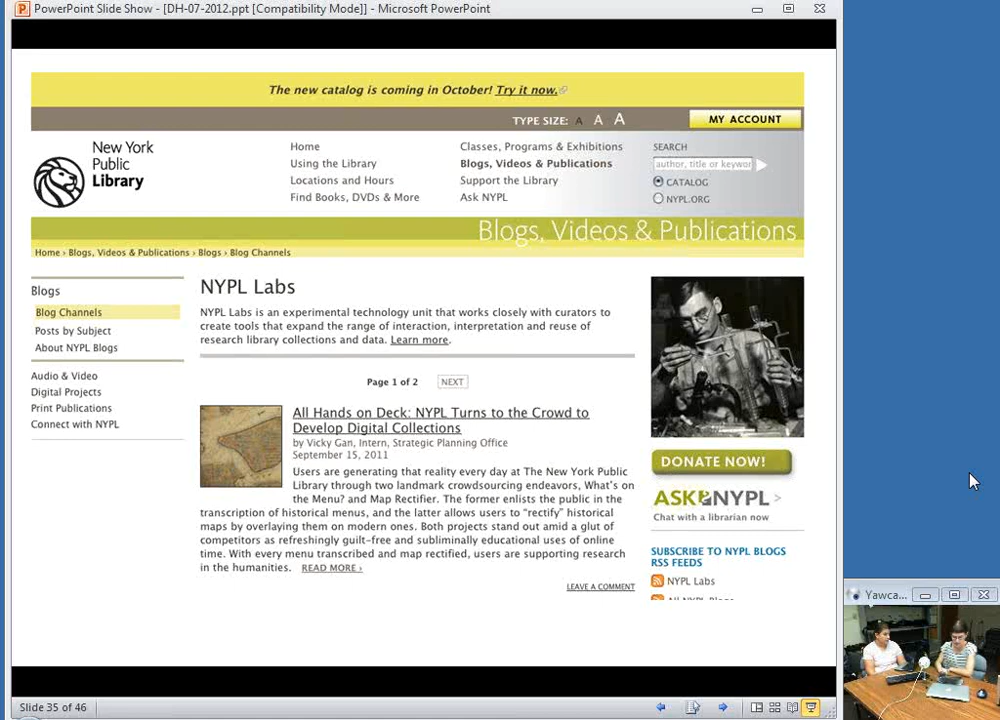 PowerPoint Slide Show - [DH-07-2012.ppt [Compatibility Mode]] - Microsoft PowerPoint
The new catalog is coming in October! Try it now.
TYPE SIZE: A A A
MY ACCOUNT
New York
Public
Library
Home
Using the Library
Locations and Hours
Find Books, DVDs & More
Classes, Programs & Exhibitions
Blogs, Videos & Publications
Support the Library
Ask NYPL
SEARCH
author, title or keywor
CATALOG
NYPL.ORG
Blogs, Videos & Publications
Home › Blogs, Videos & Publications › Blogs › Blog Channels
Blogs
Blog Channels
Posts by Subject
About NYPL Blogs
Audio & Video
Digital Projects
Print Publications
Connect with NYPL
NYPL Labs
NYPL Labs is an experimental technology unit that works closely with curators to
create tools that expand the range of interaction, interpretation and reuse of
research library collections and data. Learn more.
Page 1 of 2 NEXT
All Hands on Deck: NYPL Turns to the Crowd to
Develop Digital Collections
by Vicky Gan, Intern, Strategic Planning Office
September 15, 2011
Users are generating that reality every day at The New York Public
Library through two landmark crowdsourcing endeavors, What's on
the Menu? and Map Rectifier. The former enlists the public in the
transcription of historical menus, and the latter allows users to “rectify” historical
maps by overlaying them on modern ones. Both projects stand out amid a glut of
competitors as refreshingly guilt-free and subliminally educational uses of online
time. With every menu transcribed and map rectified, users are supporting research
in the humanities. READ MORE ›
LEAVE A COMMENT
DONATE NOW!
ASK NYPL >
Chat with a librarian now
SUBSCRIBE TO NYPL BLOGS
RSS FEEDS
NYPL Labs
All NYPL Blogs
Yawca...
Slide 35 of 46